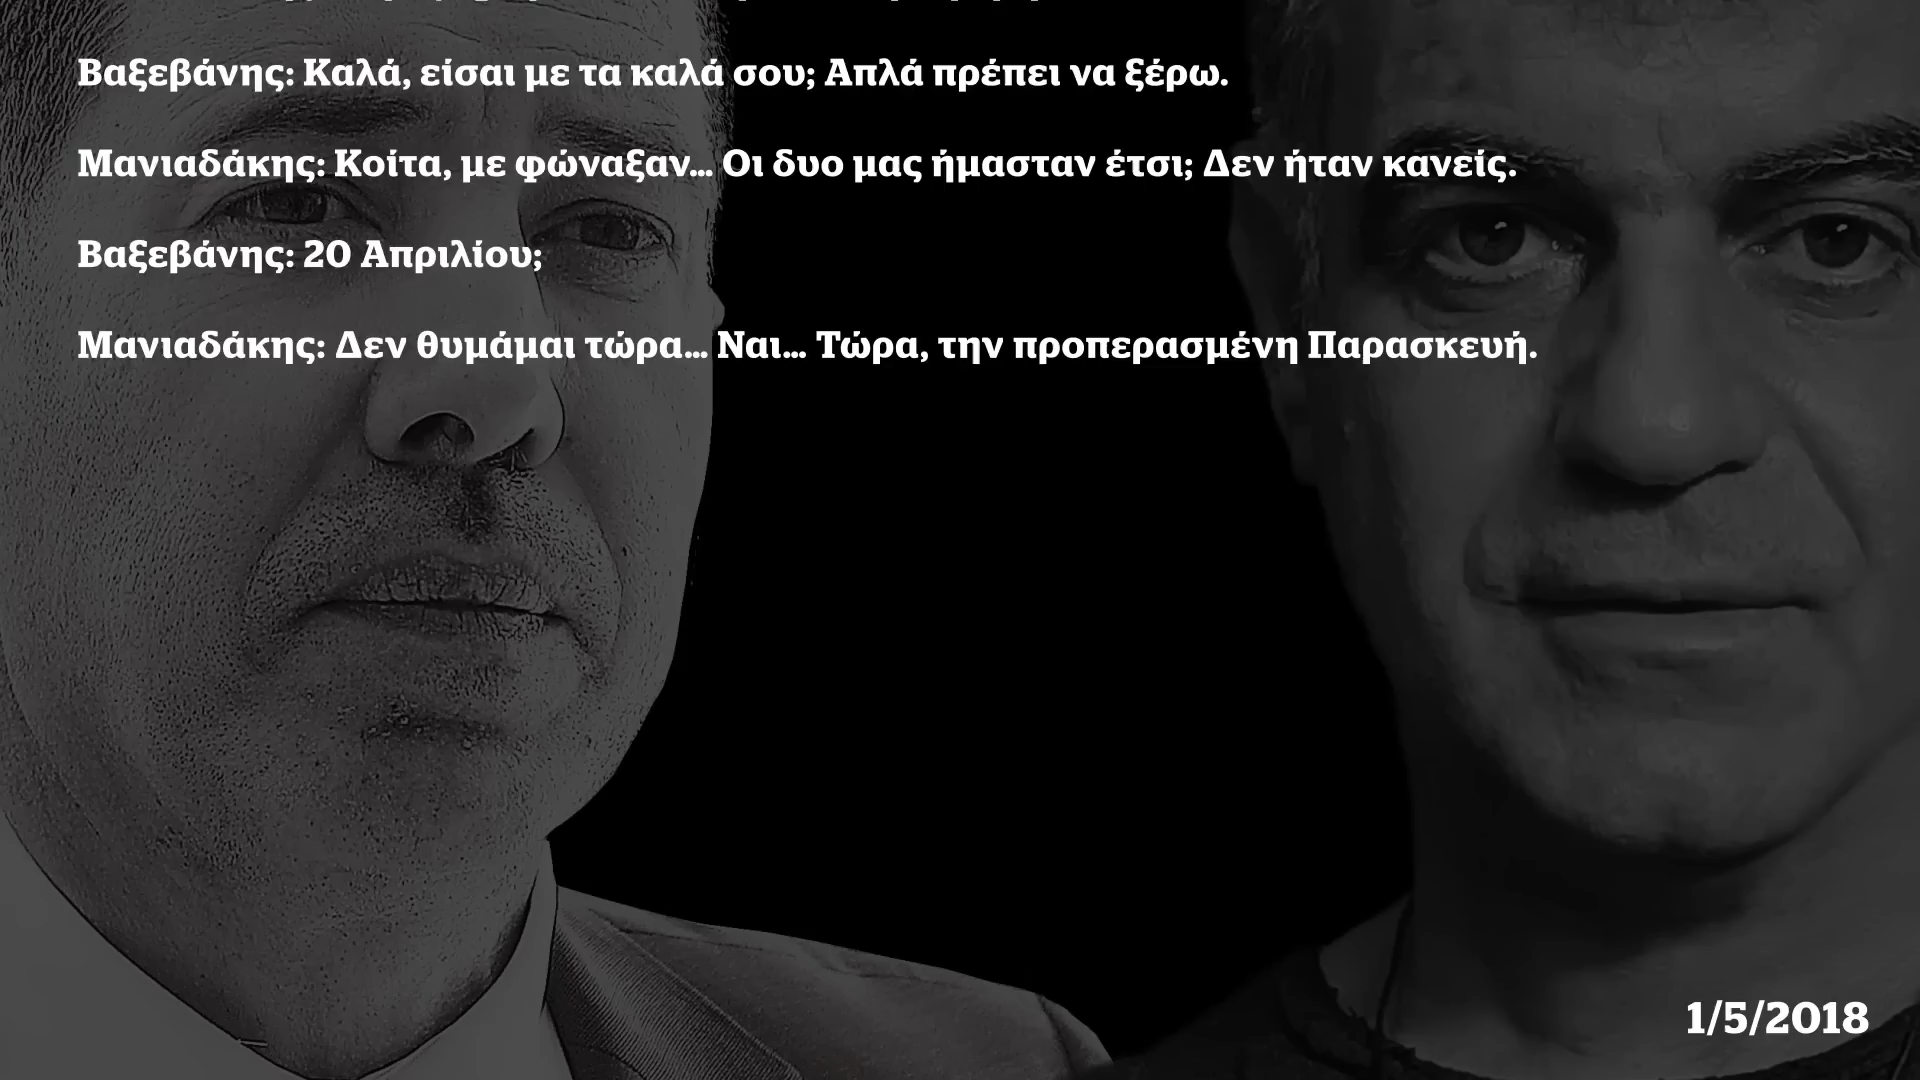 Βαξεβάνης: Καλά, είσαι με τα καλά σου; Απλά πρέπει να ξέρω.
Μανιαδάκης: Κοίτα, με φώναξαν... Οι δυο μας ήμασταν έτσι; Δεν ήταν κανείς.
Βαξεβάνης: 20 Απριλίου;
Μανιαδάκης: Δεν θυμάμαι τώρα... Ναι... Τώρα, την προπερασμένη Παρασκευή.
1/5/2018